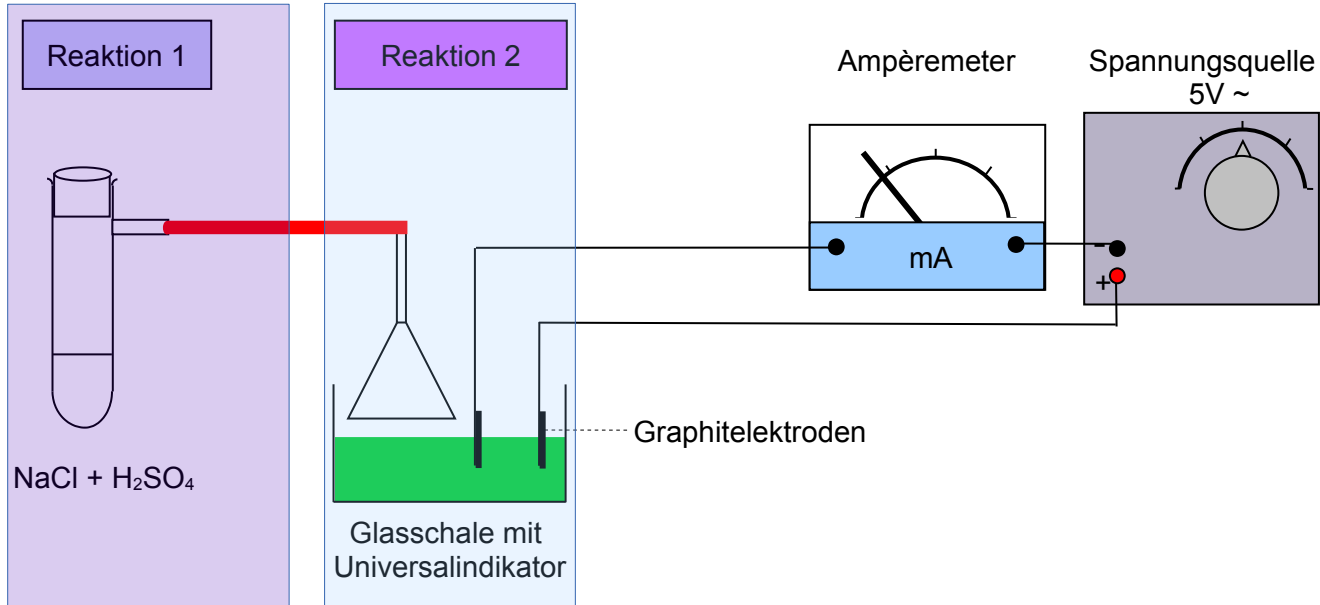 Reaktion 1
Reaktion 2
Ampèremeter
Spannungsquelle
5V ~
mA
-
+
Graphitelektroden
NaCl + H₂SO₄
Glasschale mit
Universalindikator